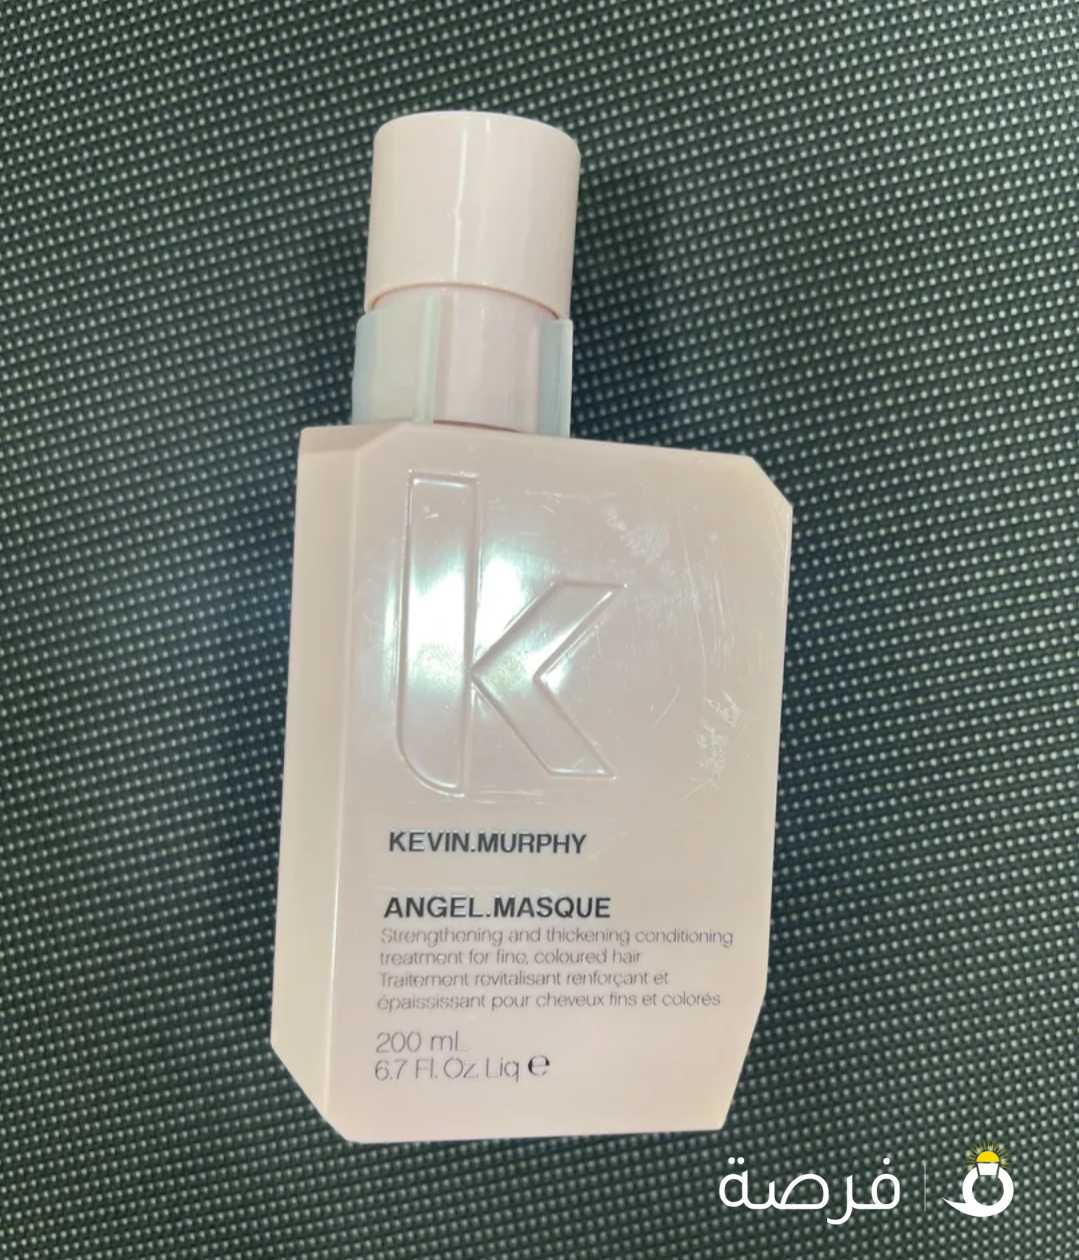 k
KEVIN.MURPHY
ANGEL.MASQUE
Strengthening and thickening conditioning
treatment for fine, coloured hair
Traitement revitalisant renforçant et
épaississant pour cheveux fins et colorés
200 mL
6.7 Fl. Oz. Liq ℮
فرصة